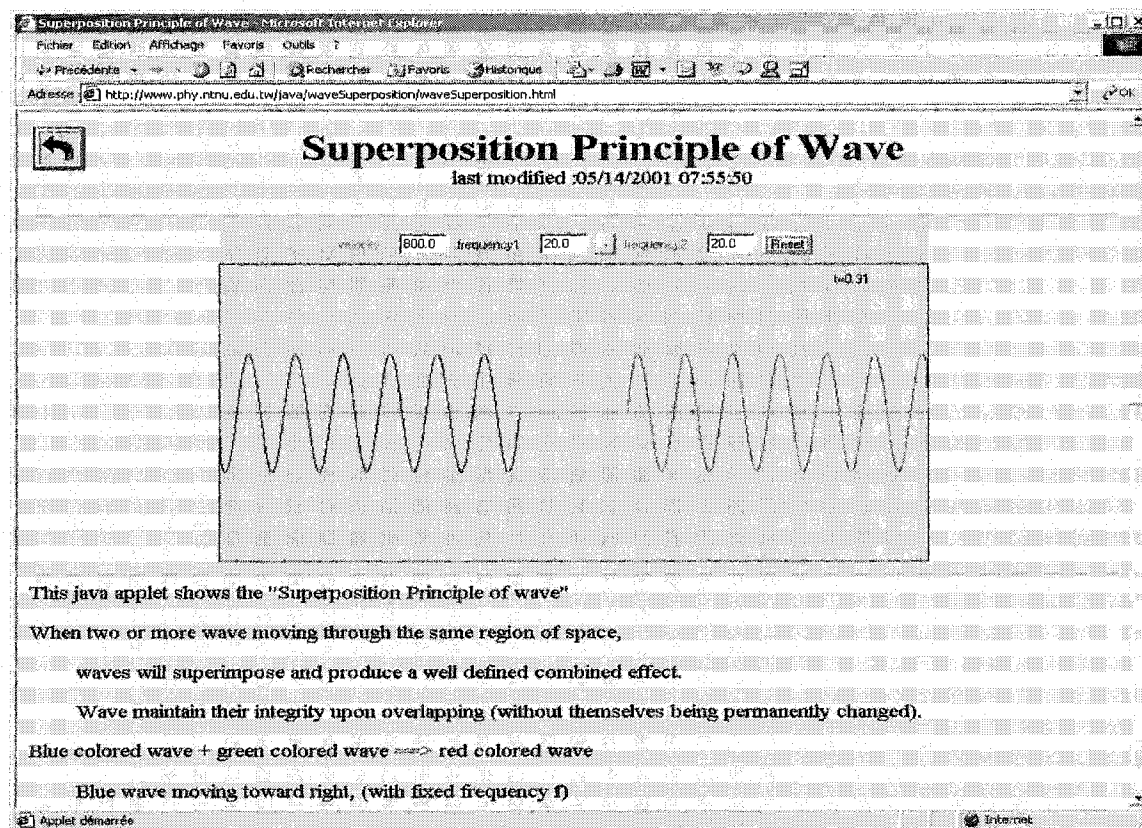 Superposition Principle of Wave - Microsoft Internet Explorer
Fichier Edition Affichage Favoris Outils ?
Précédente Rechercher Favoris Historique
Adresse http://www.phy.ntnu.edu.tw/java/waveSuperposition/waveSuperposition.html OK
Superposition Principle of Wave
last modified :05/14/2001 07:55:50
velocity 800.0 frequency1 20.0 frequency2 20.0 Reset
t=0.31
This java applet shows the "Superposition Principle of wave"
When two or more wave moving through the same region of space,
waves will superimpose and produce a well defined combined effect.
Wave maintain their integrity upon overlapping (without themselves being permanently changed).
Blue colored wave + green colored wave ==> red colored wave
Blue wave moving toward right, (with fixed frequency f)
Applet démarrée Internet